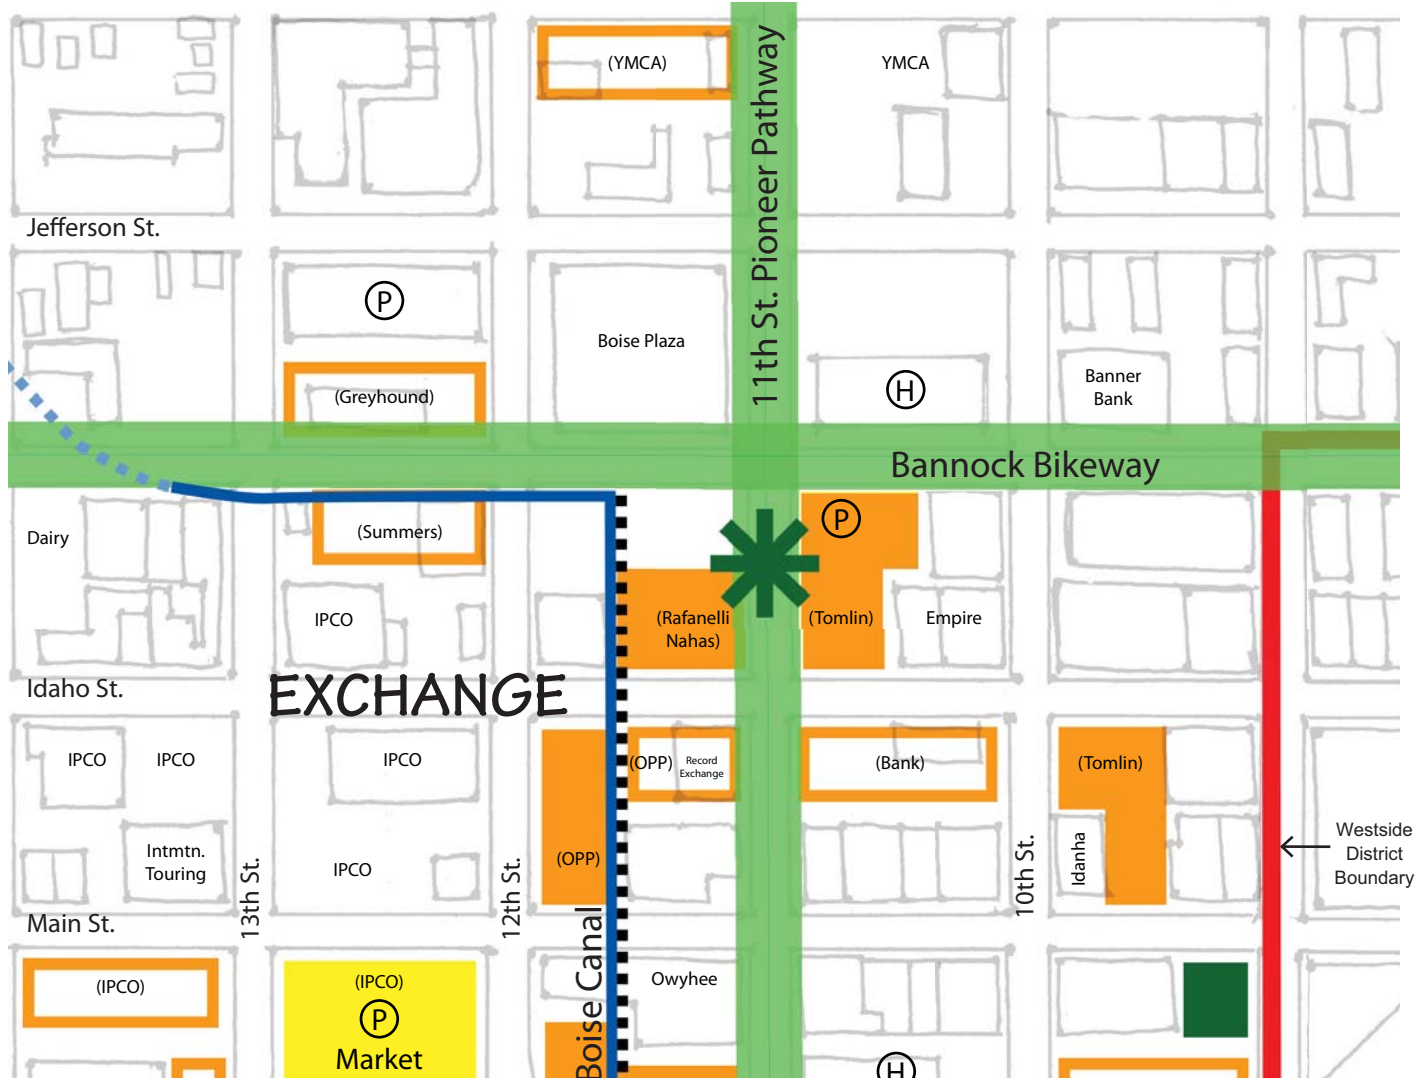 (YMCA)
11th St. Pioneer Pathway
YMCA
Jefferson St.
P
Boise Plaza
(Greyhound)
H
Banner
Bank
Bannock Bikeway
Dairy
(Summers)
P
IPCO
(Rafanelli
Nahas)
(Tomlin)
Empire
Idaho St.
EXCHANGE
IPCO
IPCO
IPCO
(OPP)
Record
Exchange
(Bank)
(Tomlin)
Intmtn.
Touring
13th St.
IPCO
12th St.
(OPP)
10th St.
Idanha
Westside
District
Boundary
Main St.
Boise Canal
(IPCO)
(IPCO)
P
Market
Owyhee
H